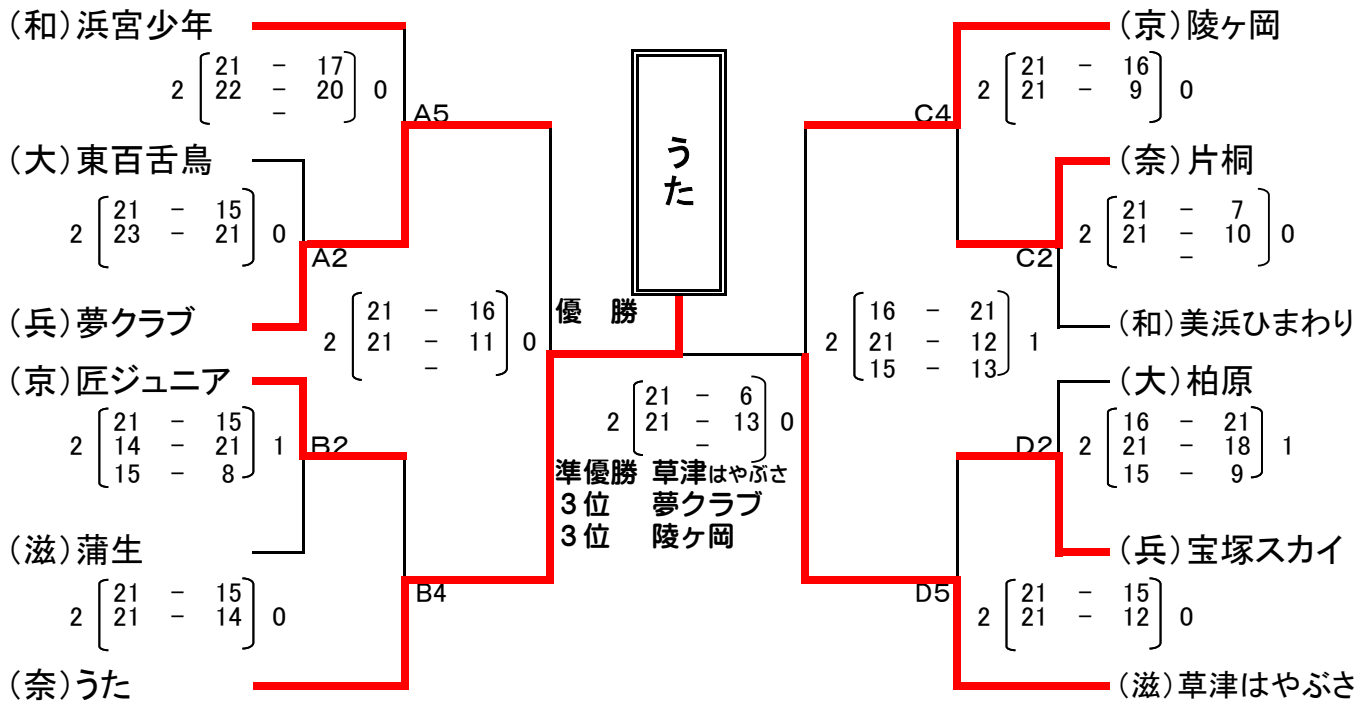 (和)浜宮少年
21 - 17
2 22 - 20 0
-
A5
(大)東百舌鳥
21 - 15
2 23 - 21 0
A2
(兵)夢クラブ
21 - 16
2 21 - 11 0
-
(京)匠ジュニア
21 - 15
2 14 - 21 1
15 - 8
B2
(滋)蒲生
21 - 15
2 21 - 14 0
B4
(奈)うた
うた
優 勝
21 - 6
2 21 - 13 0
-
準優勝 草津はやぶさ
3位 夢クラブ
3位 陵ヶ岡
(京)陵ヶ岡
21 - 16
2 21 - 9 0
C4
(奈)片桐
21 - 7
2 21 - 10 0
-
C2
(和)美浜ひまわり
16 - 21
2 21 - 12 1
15 - 13
(大)柏原
16 - 21
D2 2 21 - 18 1
15 - 9
(兵)宝塚スカイ
D5
21 - 15
2 21 - 12 0
(滋)草津はやぶさ